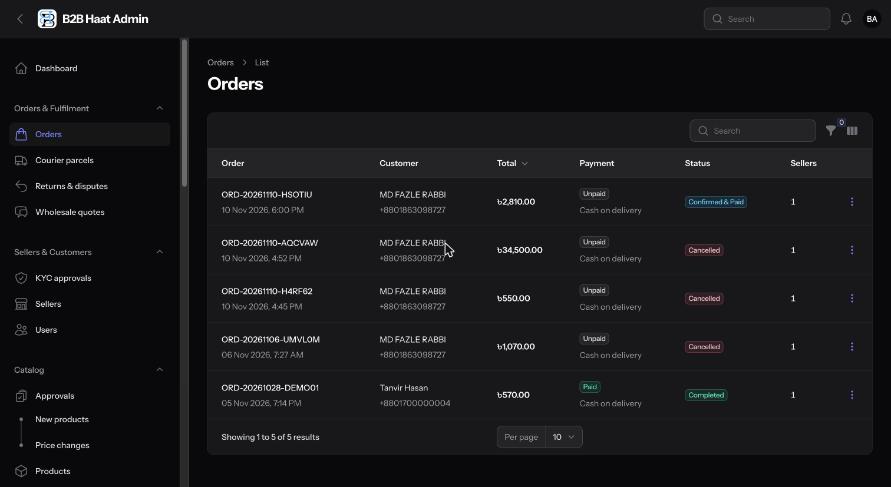 B2B Haat Admin
Search
BA
Dashboard
Orders & Fulfilment
Orders
Courier parcels
Returns & disputes
Wholesale quotes
Sellers & Customers
KYC approvals
Sellers
Users
Catalog
Approvals
New products
Price changes
Products
Orders > List
Orders
Search
0
Order Customer Total Payment Status Sellers
ORD-20261110-HSOTIU MD FAZLE RABBI ৳2,810.00 Unpaid Confirmed & Paid 1
10 Nov 2026, 6:00 PM +8801863098727 Cash on delivery
ORD-20261110-AQCVAW MD FAZLE RABBI ৳34,500.00 Unpaid Cancelled 1
10 Nov 2026, 4:52 PM +8801863098727 Cash on delivery
ORD-20261110-H4RF62 MD FAZLE RABBI ৳550.00 Unpaid Cancelled 1
10 Nov 2026, 4:45 PM +8801863098727 Cash on delivery
ORD-20261106-UMVL0M MD FAZLE RABBI ৳1,070.00 Unpaid Cancelled 1
06 Nov 2026, 7:27 AM +8801863098727 Cash on delivery
ORD-20261028-DEMO01 Tanvir Hasan ৳570.00 Paid Completed 1
05 Nov 2026, 7:14 PM +8801700000004 Cash on delivery
Showing 1 to 5 of 5 results Per page 10